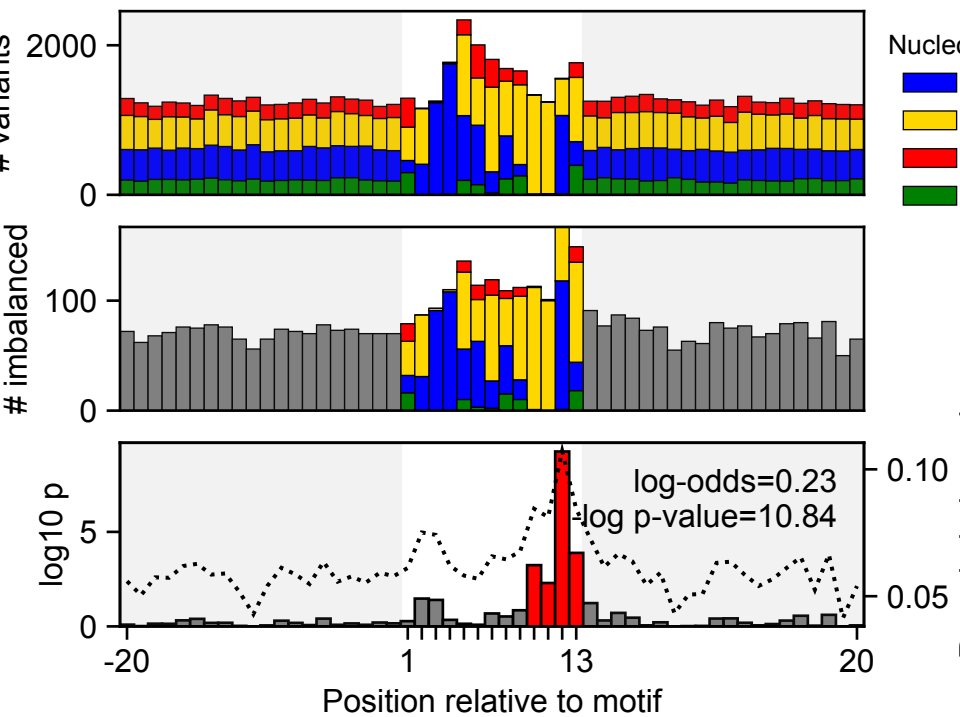 # variants
2000
0
Nucleo
# imbalanced
100
0
log10 p
5
0
log-odds=0.23
-log p-value=10.84
0.10
0.05
-20
1
13
20
Position relative to motif